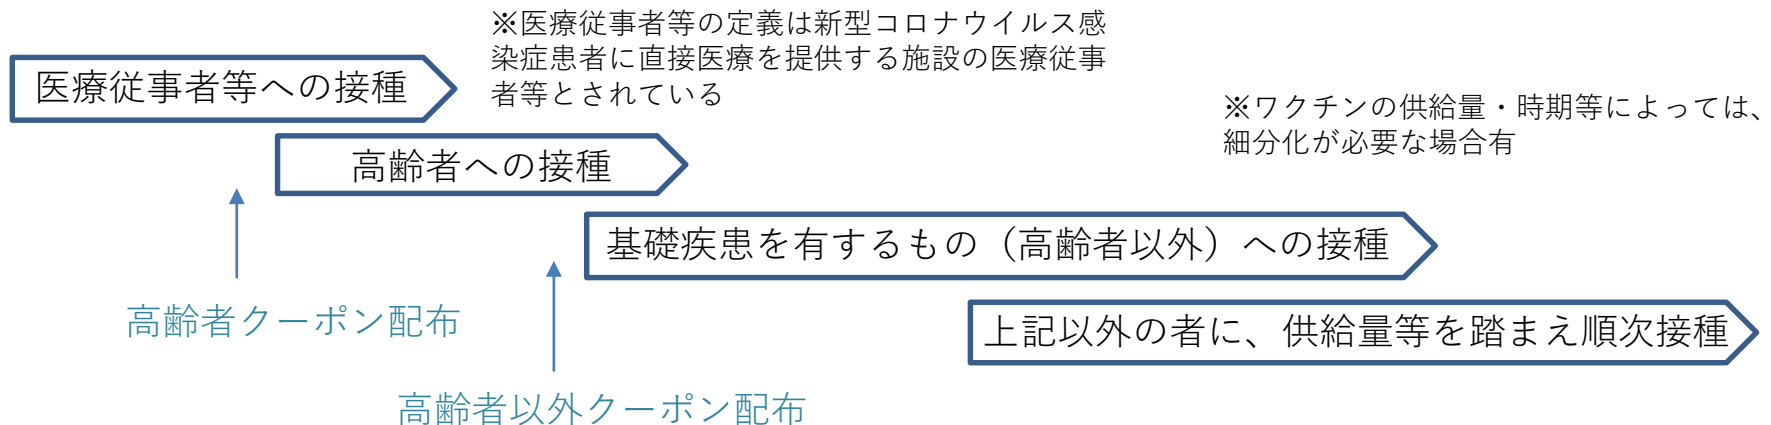 ※医療従事者等の定義は新型コロナウイルス感
染症患者に直接医療を提供する施設の医療従事
者等とされている
医療従事者等への接種
※ワクチンの供給量・時期等によっては、
細分化が必要な場合有
高齢者への接種
基礎疾患を有するもの（高齢者以外）への接種
高齢者クーポン配布
上記以外の者に、供給量等を踏まえ順次接種
高齢者以外クーポン配布